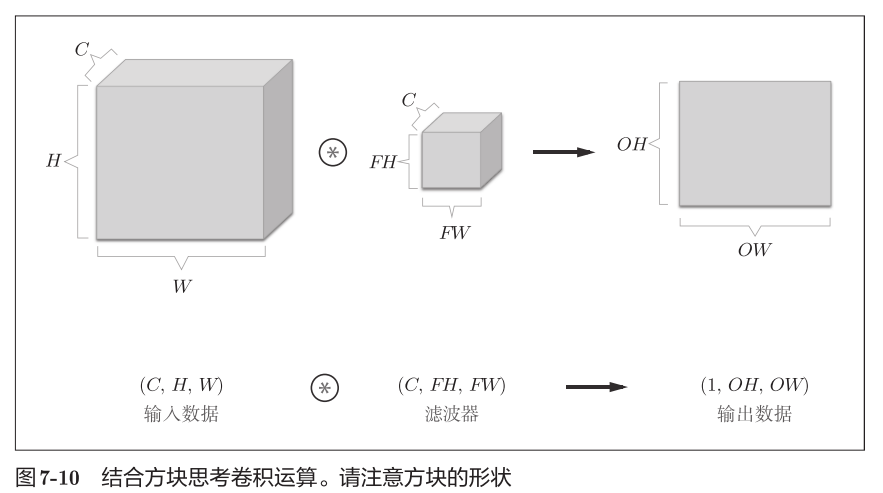 C
H
W
⊛
C
FH
FW
OH
OW
(C, H, W)
⊛
(C, FH, FW)
(1, OH, OW)
输入数据
滤波器
输出数据
图7-10 结合方块思考卷积运算。请注意方块的形状